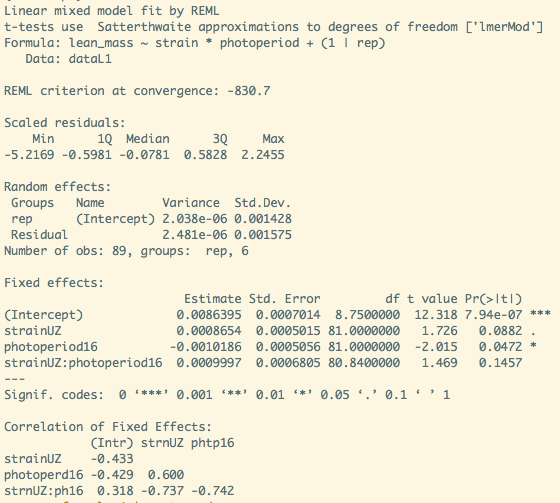 Linear mixed model fit by REML
t-tests use  Satterthwaite approximations to degrees of freedom ['lmerMod']
Formula: lean_mass ~ strain * photoperiod + (1 | rep)
   Data: dataL1

REML criterion at convergence: -830.7

Scaled residuals:
    Min      1Q  Median      3Q     Max
-5.2169 -0.5981 -0.0781  0.5828  2.2455

Random effects:
 Groups   Name        Variance  Std.Dev.
 rep      (Intercept) 2.038e-06 0.001428
 Residual             2.481e-06 0.001575
Number of obs: 89, groups:  rep, 6

Fixed effects:
                         Estimate Std. Error         df t value Pr(>|t|)
(Intercept)             0.0086395  0.0007014  8.7500000  12.318 7.94e-07 ***
strainUZ                0.0008654  0.0005015 81.0000000   1.726   0.0882 .
photoperiod16          -0.0010186  0.0005056 81.0000000  -2.015   0.0472 *
strainUZ:photoperiod16  0.0009997  0.0006805 80.8400000   1.469   0.1457
---
Signif. codes:  0 ‘***’ 0.001 ‘**’ 0.01 ‘*’ 0.05 ‘.’ 0.1 ‘ ’ 1

Correlation of Fixed Effects:
            (Intr) strnUZ phtp16
strainUZ    -0.433
photoperd16 -0.429  0.600
strnUZ:ph16  0.318 -0.737 -0.742